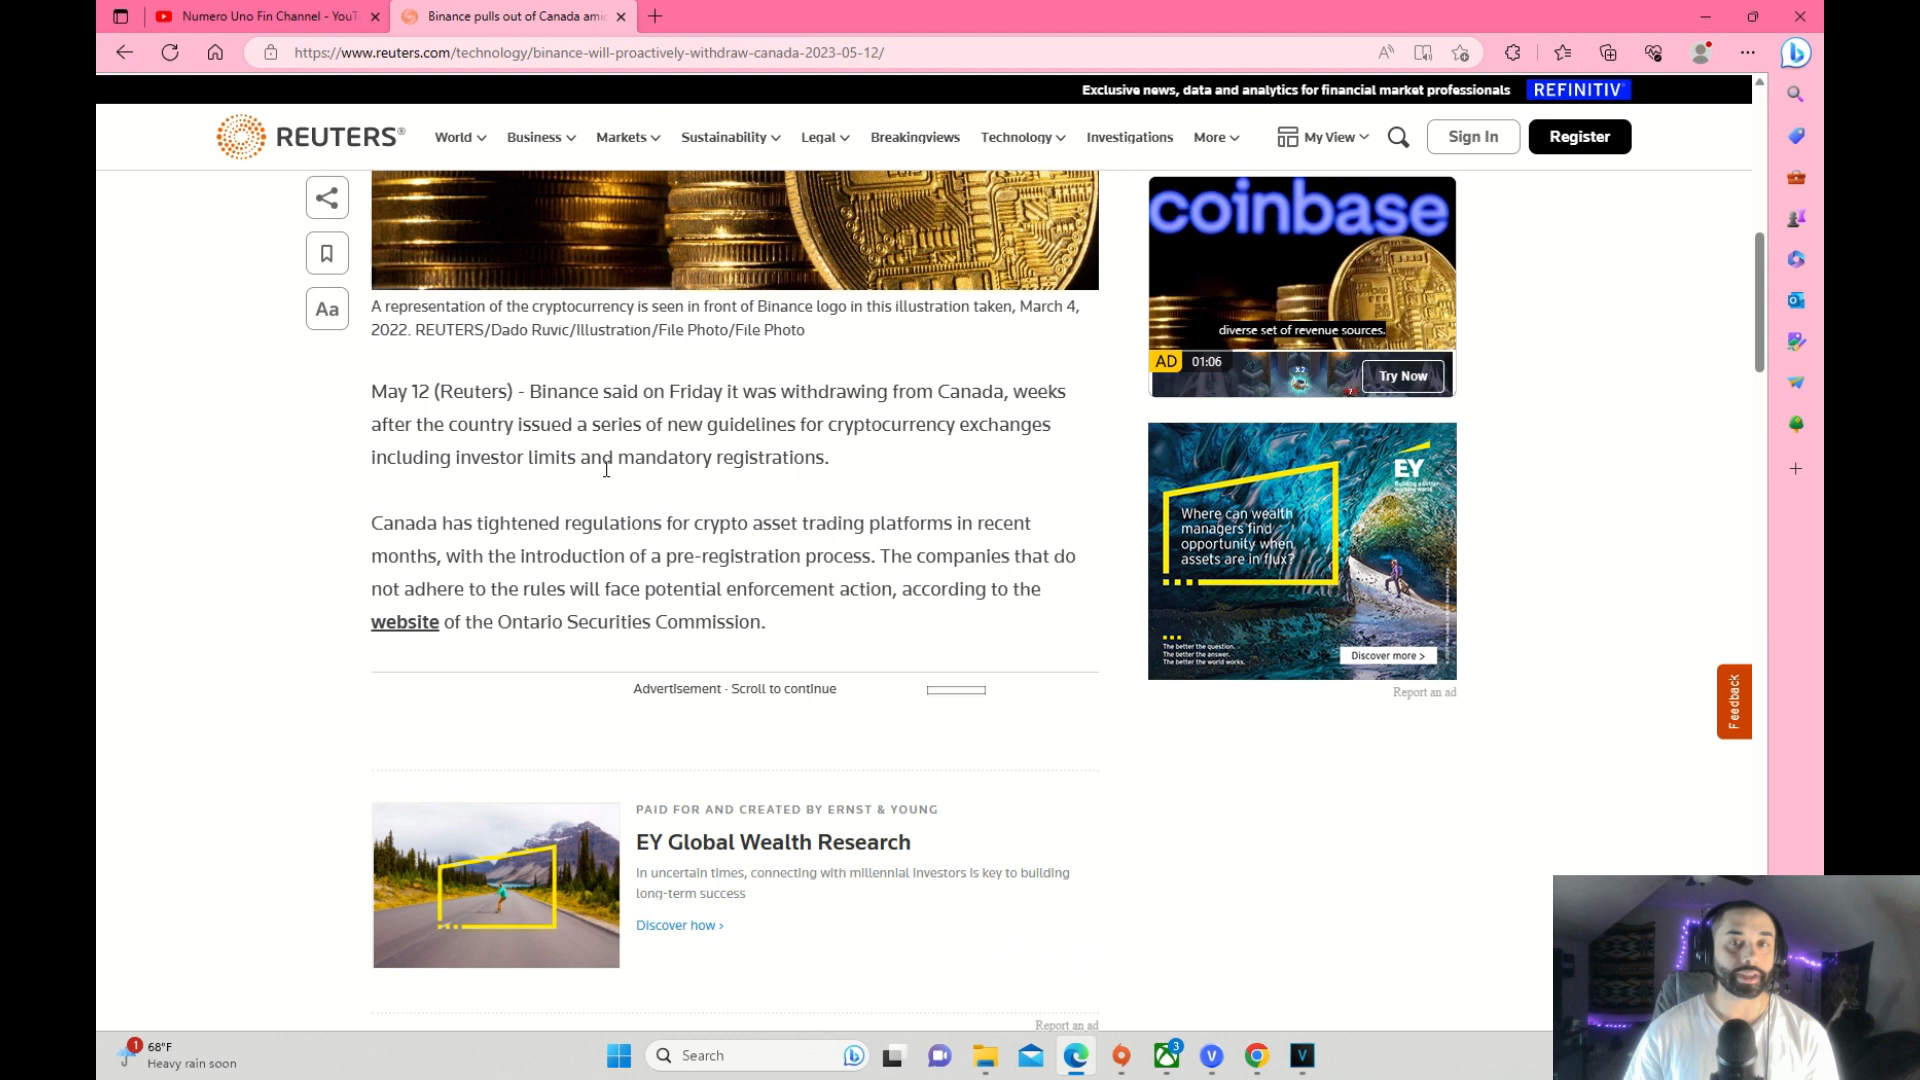 Numero Uno Fin Channel - YouT
Binance pulls out of Canada ami
https://www.reuters.com/technology/binance-will-proactively-withdraw-canada-2023-05-12/
Exclusive news, data and analytics for financial market professionals REFINITIV
REUTERS®
World Business Markets Sustainability Legal Breakingviews Technology Investigations More My View Sign In Register
Aa
A representation of the cryptocurrency is seen in front of Binance logo in this illustration taken, March 4,
2022. REUTERS/Dado Ruvic/Illustration/File Photo/File Photo
May 12 (Reuters) - Binance said on Friday it was withdrawing from Canada, weeks
after the country issued a series of new guidelines for cryptocurrency exchanges
including investor limits and mandatory registrations.
Canada has tightened regulations for crypto asset trading platforms in recent
months, with the introduction of a pre-registration process. The companies that do
not adhere to the rules will face potential enforcement action, according to the
website of the Ontario Securities Commission.
Advertisement · Scroll to continue
PAID FOR AND CREATED BY ERNST & YOUNG
EY Global Wealth Research
In uncertain times, connecting with millennial investors is key to building
long-term success
Discover how ›
Report an ad
coinbase
diverse set of revenue sources.
AD 01:06
X2
Try Now
EY
Building a better
working world
Where can wealth
managers find
opportunity when
assets are in flux?
The better the question.
The better the answer.
The better the world works.
Discover more >
Report an ad
Feedback
1
68°F
Heavy rain soon
Search
3
V
V